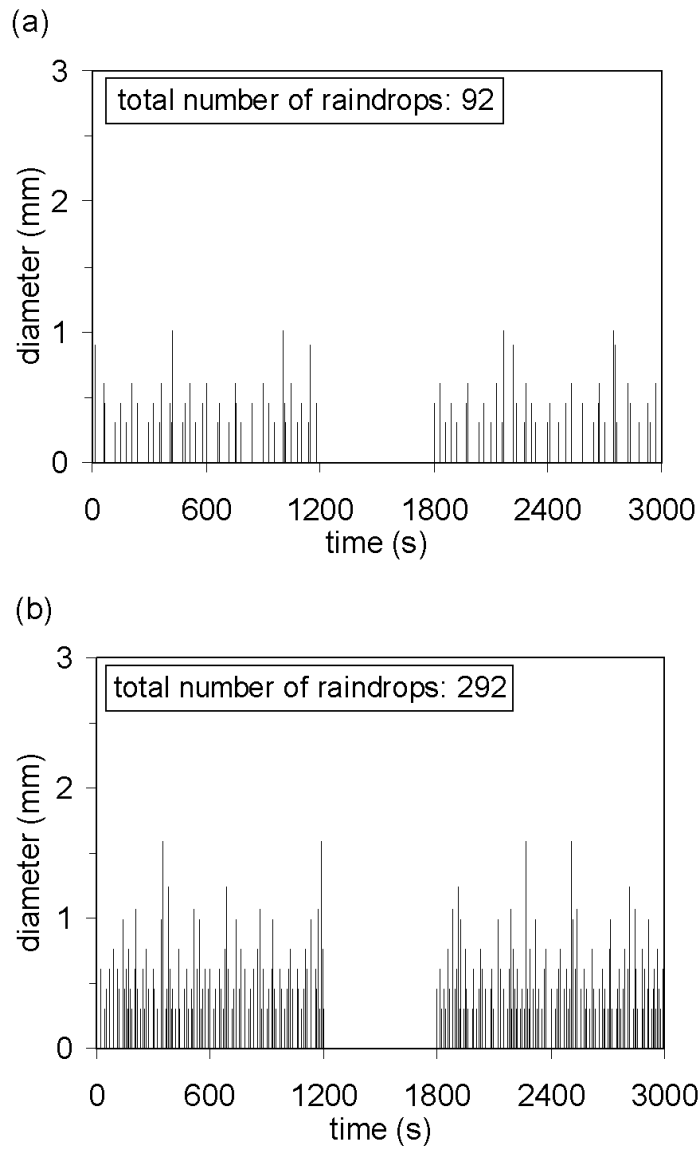 (a)
total number of raindrops: 92
diameter (mm)
3
2
1
0
0 600 1200 1800 2400 3000
time (s)
(b)
total number of raindrops: 292
diameter (mm)
3
2
1
0
0 600 1200 1800 2400 3000
time (s)